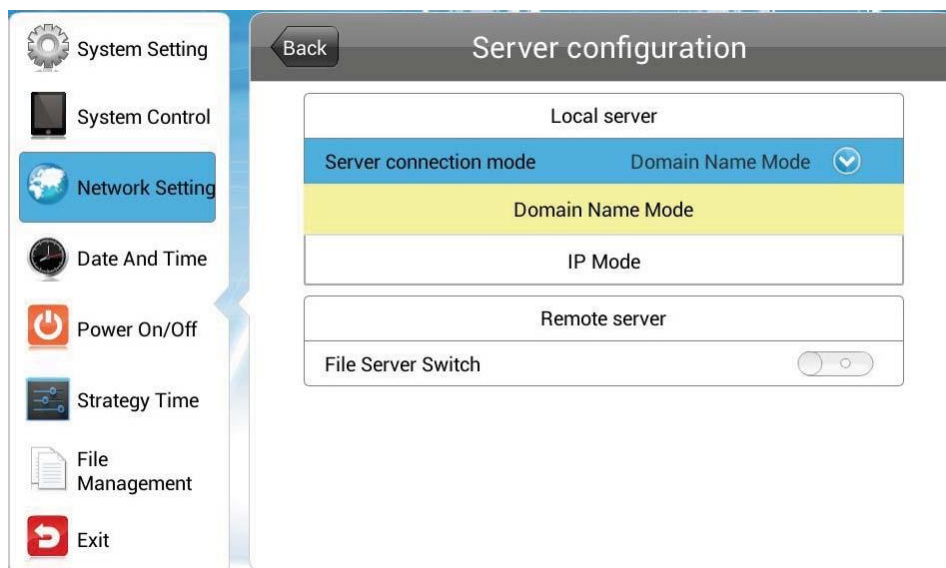 System Setting
System Control
Network Setting
Date And Time
Power On/Off
Strategy Time
File
Management
Exit
Back
Server configuration
Local server
Server connection mode Domain Name Mode
Domain Name Mode
IP Mode
Remote server
File Server Switch